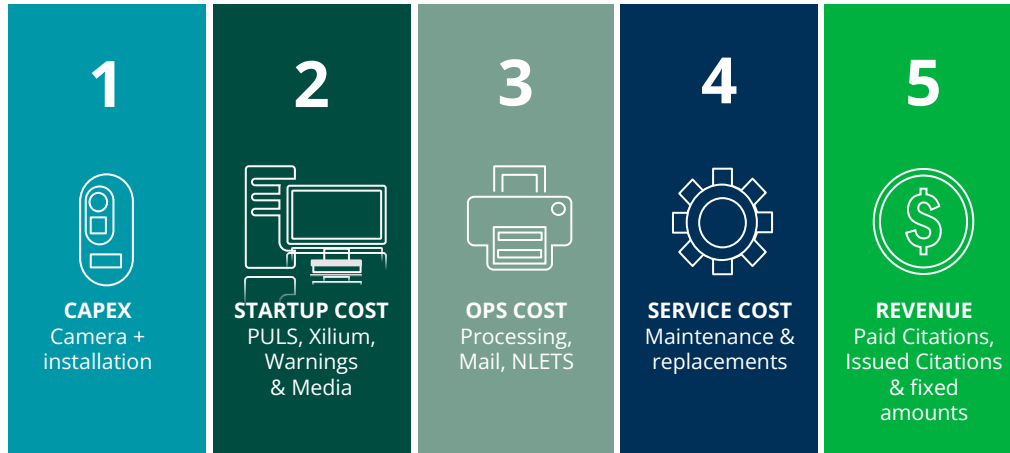 1
CAPEX
Camera +
installation
2
STARTUP COST
PULS, Xilium,
Warnings
& Media
3
OPS COST
Processing,
Mail, NLETS
4
SERVICE COST
Maintenance &
replacements
5
$
REVENUE
Paid Citations,
Issued Citations
& fixed
amounts